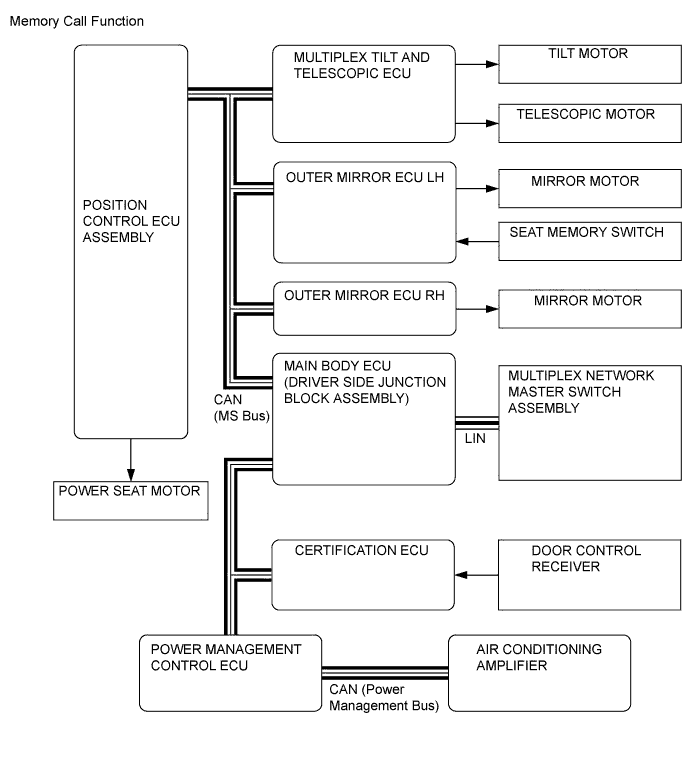 Memory Call Function
MULTIPLEX TILT AND
TELESCOPIC ECU
TILT MOTOR
TELESCOPIC MOTOR
POSITION
CONTROL ECU
ASSEMBLY
OUTER MIRROR ECU LH
MIRROR MOTOR
SEAT MEMORY SWITCH
OUTER MIRROR ECU RH
MIRROR MOTOR
MAIN BODY ECU
(DRIVER SIDE JUNCTION
BLOCK ASSEMBLY)
MULTIPLEX NETWORK
MASTER SWITCH
ASSEMBLY
CAN
(MS Bus)
LIN
POWER SEAT MOTOR
CERTIFICATION ECU
DOOR CONTROL
RECEIVER
POWER MANAGEMENT
CONTROL ECU
AIR CONDITIONING
AMPLIFIER
CAN (Power
Management Bus)